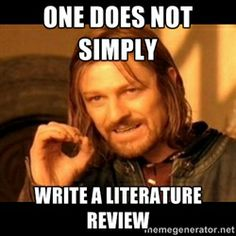 ONE DOES NOT
SIMPLY
WRITE A LITERATURE
REVIEW
memegenerator.net